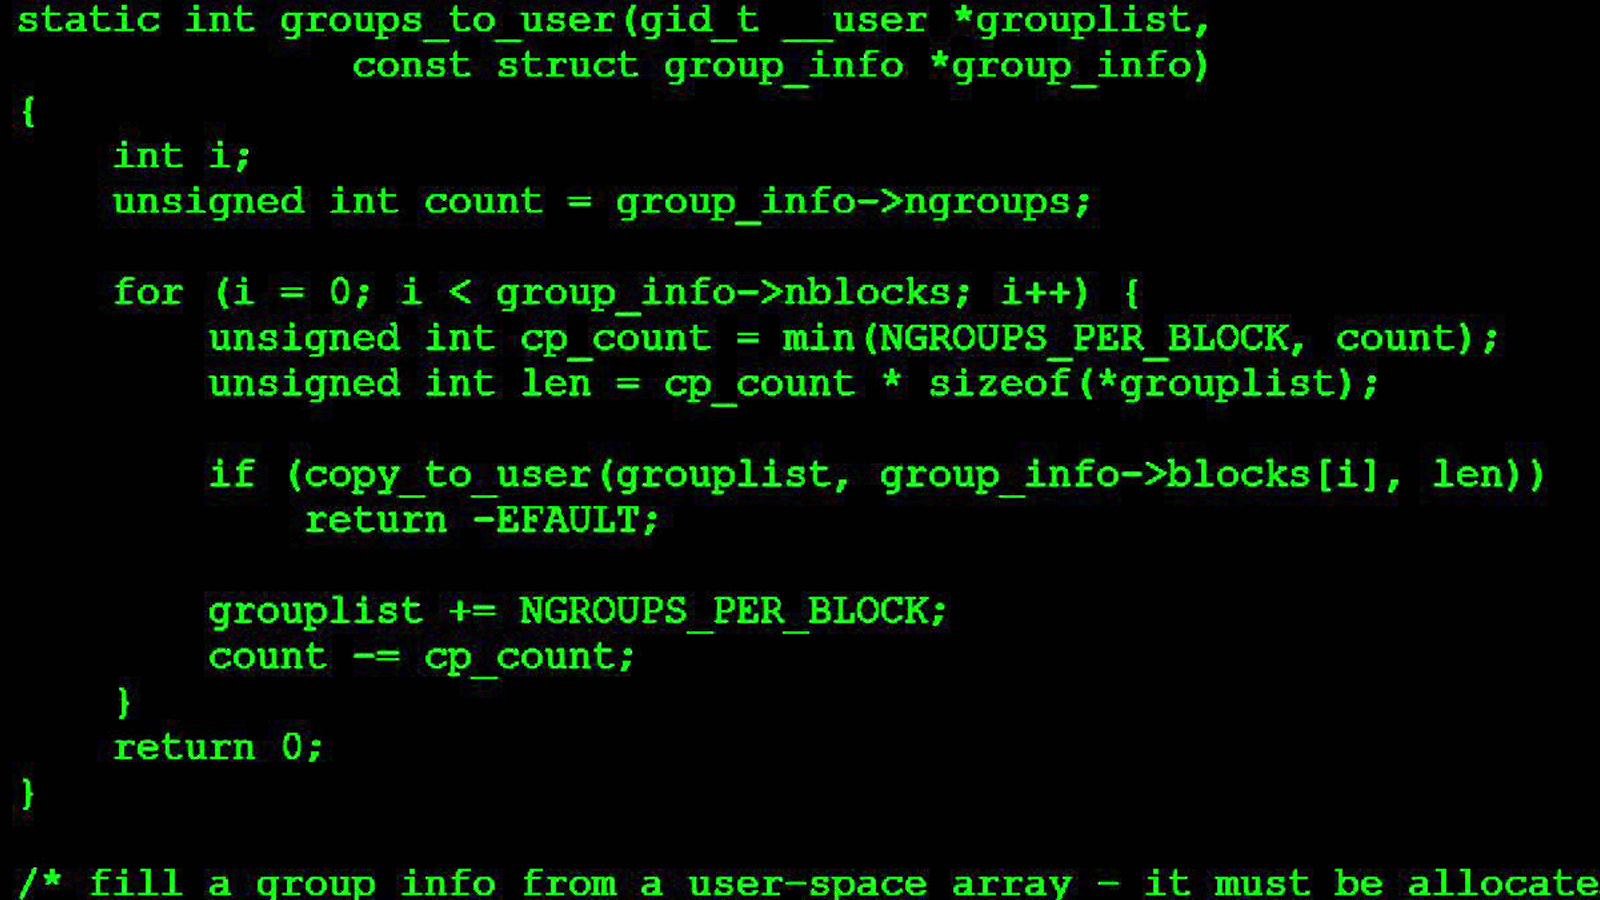 static int groups_to_user(gid_t __user *grouplist,
const struct group_info *group_info)
{
int i;
unsigned int count = group_info->ngroups;
for (i = 0; i < group_info->nblocks; i++) {
unsigned int cp_count = min(NGROUPS_PER_BLOCK, count);
unsigned int len = cp_count * sizeof(*grouplist);
if (copy_to_user(grouplist, group_info->blocks[i], len))
return -EFAULT;
grouplist += NGROUPS_PER_BLOCK;
count -= cp_count;
}
return 0;
}
/* fill a group info from a user-space array - it must be allocate